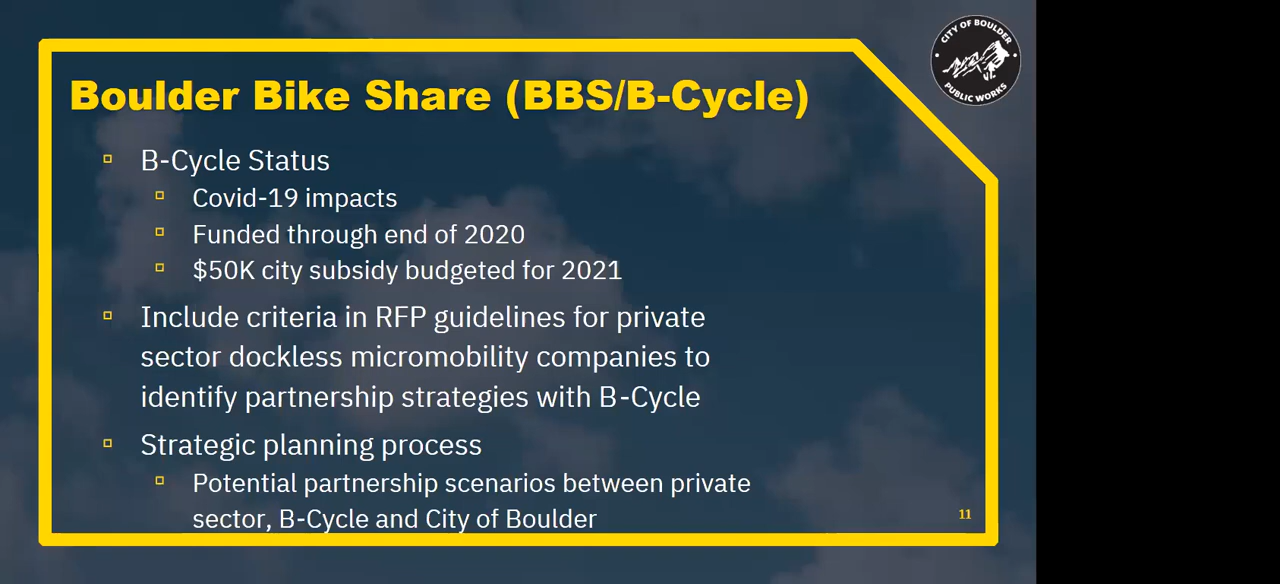 CITY OF BOULDER
PUBLIC WORKS
Boulder Bike Share (BBS/B-Cycle)
B-Cycle Status
Covid-19 impacts
Funded through end of 2020
$50K city subsidy budgeted for 2021
Include criteria in RFP guidelines for private
sector dockless micromobility companies to
identify partnership strategies with B-Cycle
Strategic planning process
Potential partnership scenarios between private
sector, B-Cycle and City of Boulder
11